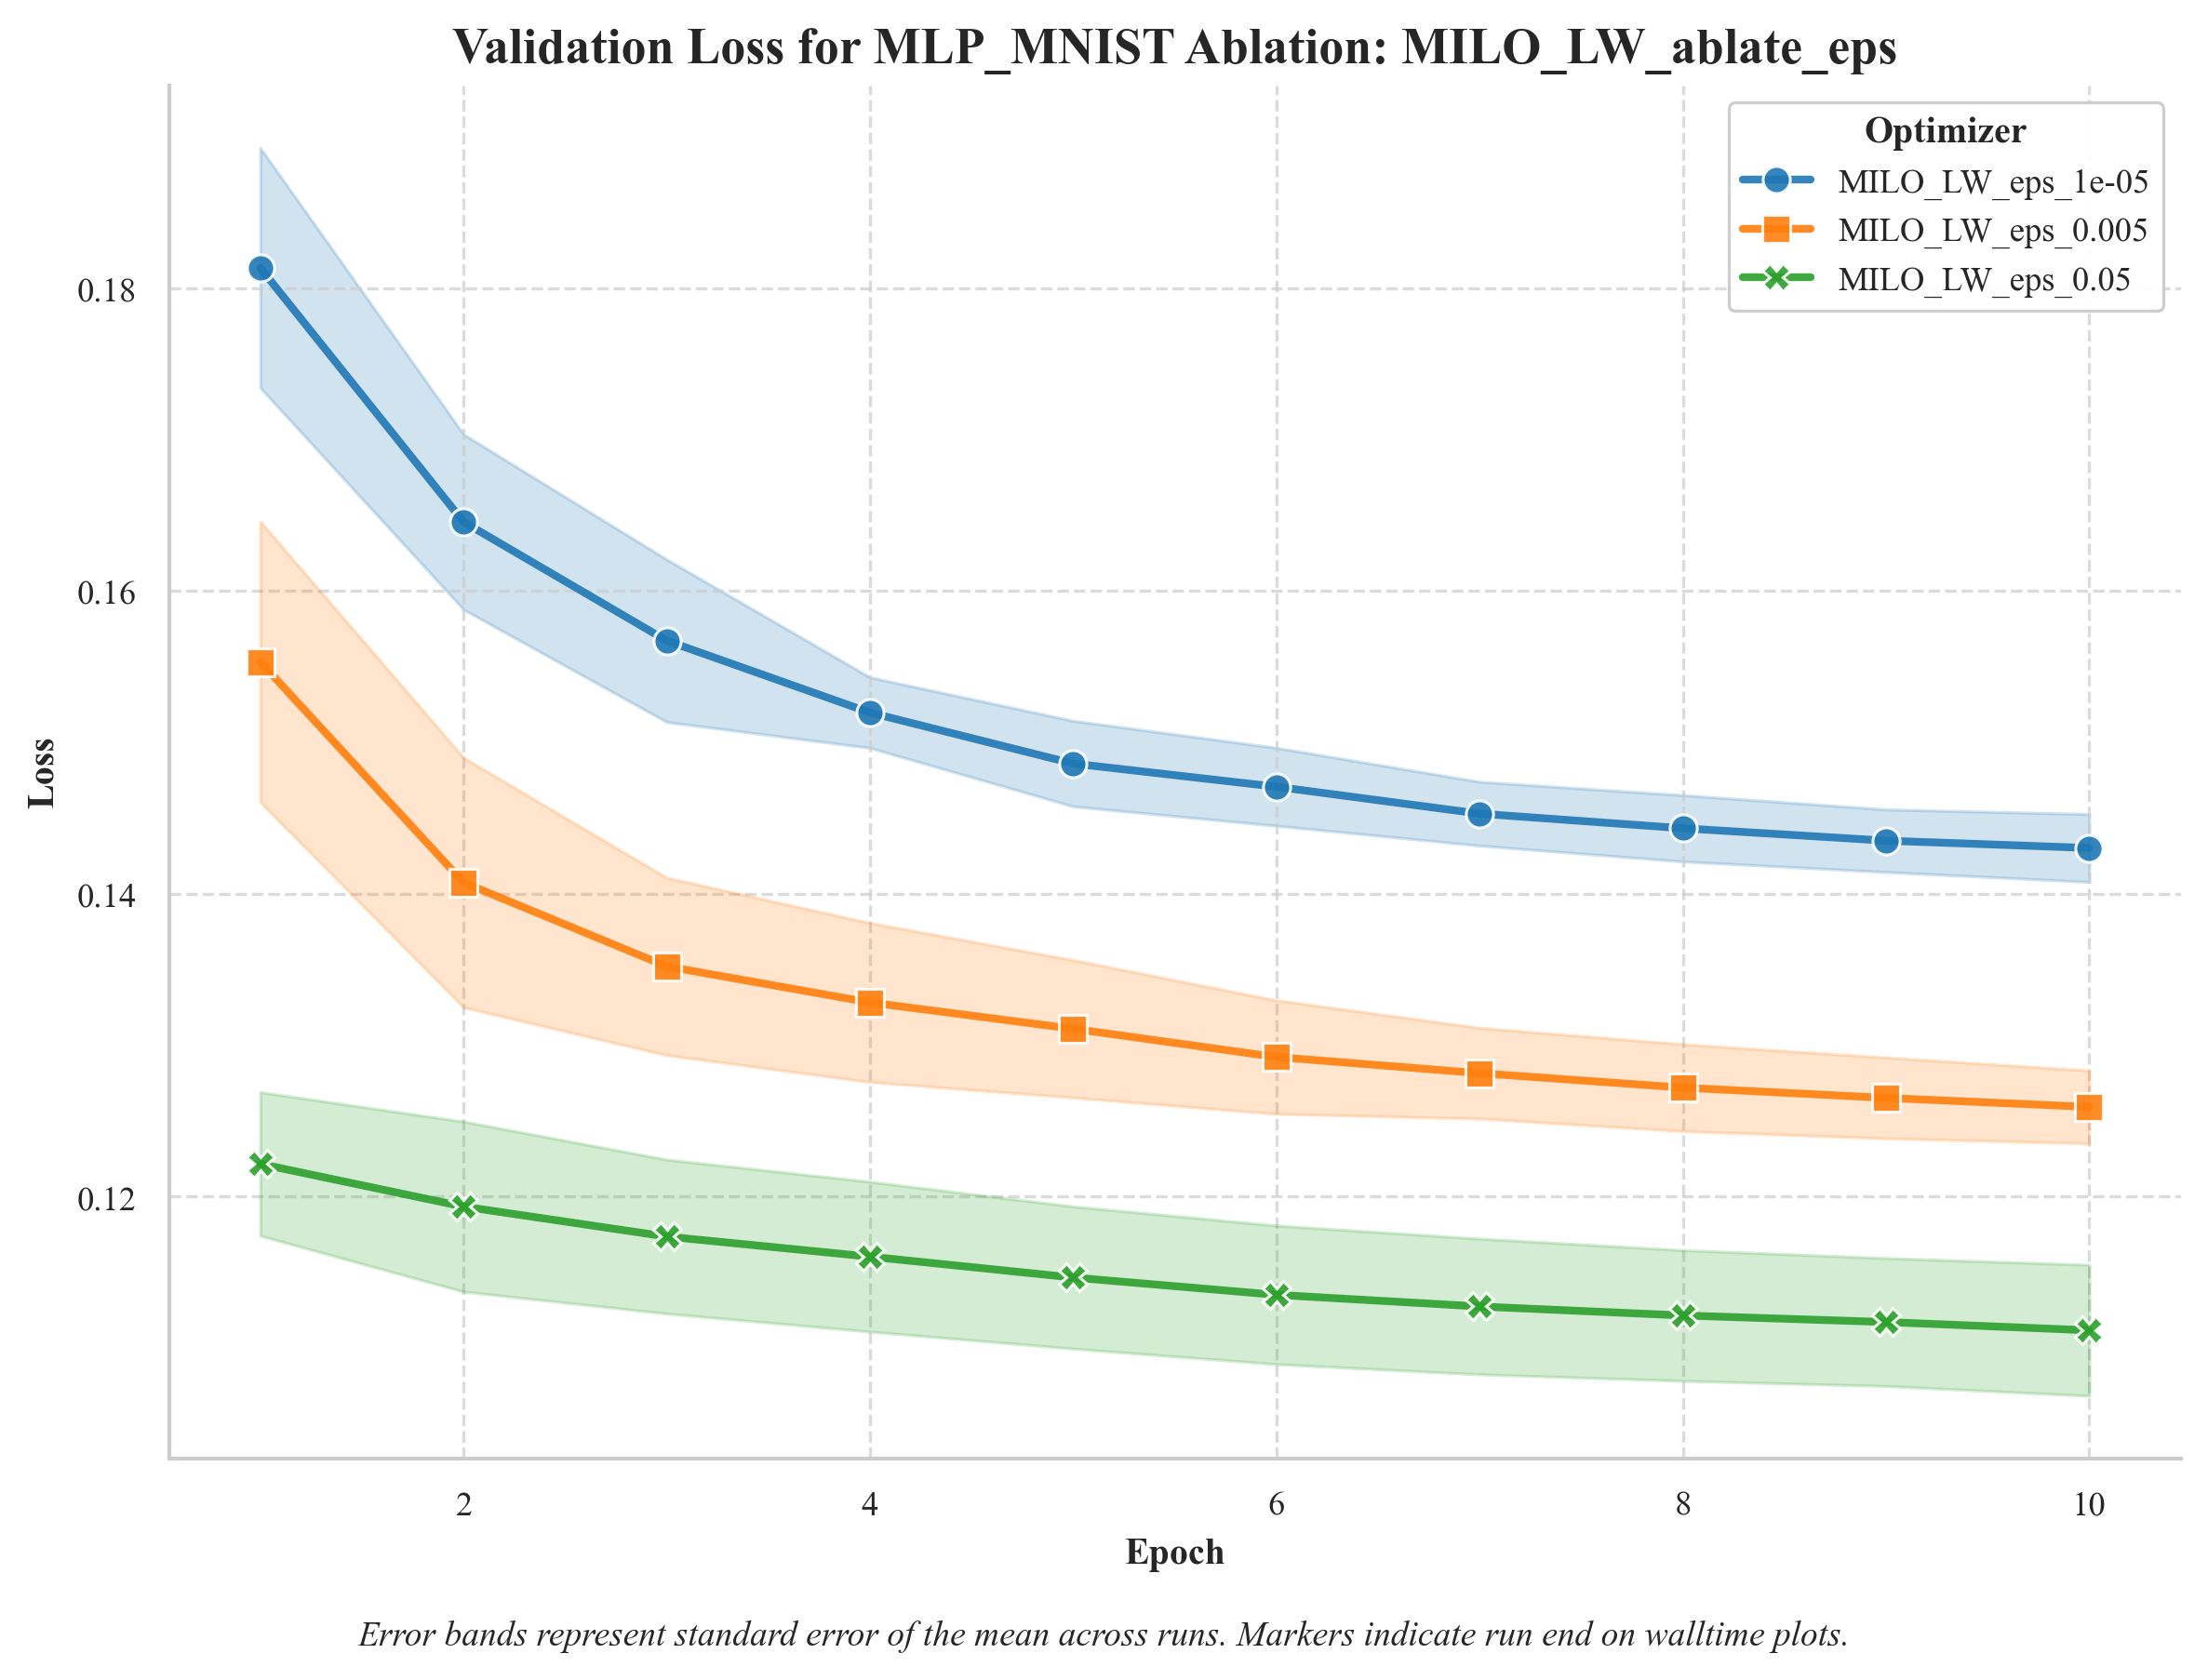 Validation Loss for MLP_MNIST Ablation: MILO_LW_ablate_eps
Optimizer
MILO_LW_eps_1e-05
MILO_LW_eps_0.005
MILO_LW_eps_0.05
Loss
0.18
0.16
0.14
0.12
2 4 6 8 10
Epoch
Error bands represent standard error of the mean across runs. Markers indicate run end on walltime plots.